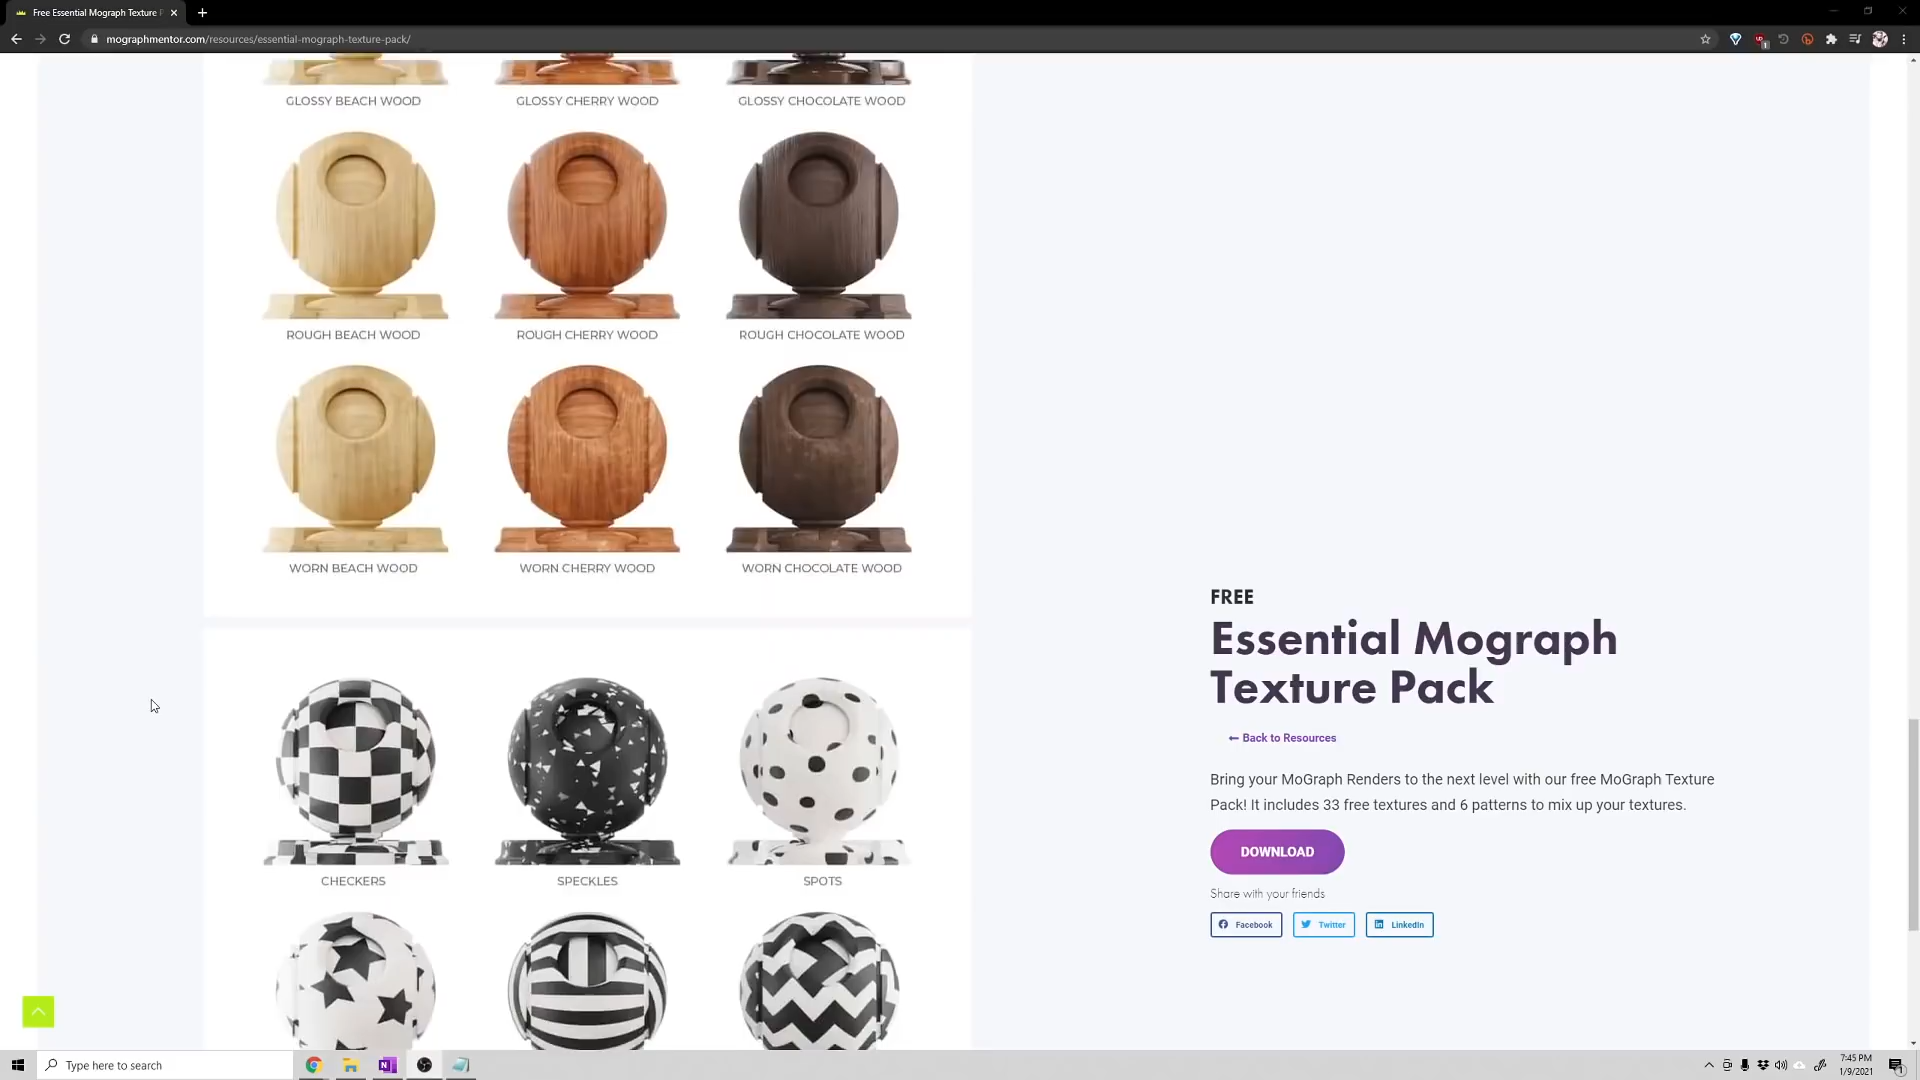 Free Essential Mograph Texture P
mographmentor.com/resources/essential-mograph-texture-pack/
GLOSSY BEACH WOOD
GLOSSY CHERRY WOOD
GLOSSY CHOCOLATE WOOD
ROUGH BEACH WOOD
ROUGH CHERRY WOOD
ROUGH CHOCOLATE WOOD
WORN BEACH WOOD
WORN CHERRY WOOD
WORN CHOCOLATE WOOD
CHECKERS
SPECKLES
SPOTS
FREE
Essential Mograph
Texture Pack
← Back to Resources
Bring your MoGraph Renders to the next level with our free MoGraph Texture
Pack! It includes 33 free textures and 6 patterns to mix up your textures.
DOWNLOAD
Share with your friends
Facebook
Twitter
LinkedIn
Type here to search
7:45 PM
1/9/2021